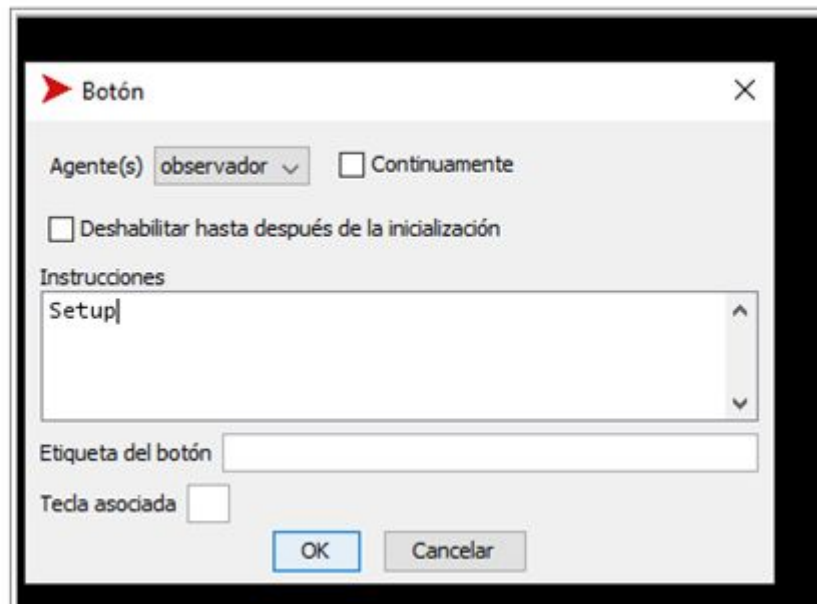 Botón
Agente(s) observador Continuamente
Deshabilitar hasta después de la inicialización
Instrucciones
Setup
Etiqueta del botón
Tecla asociada
OK Cancelar